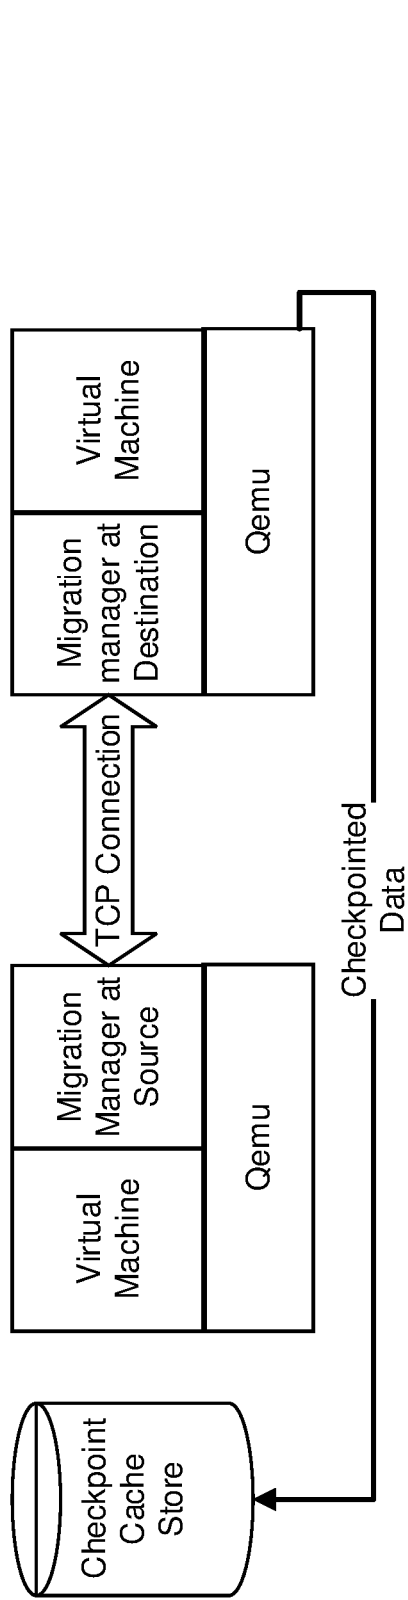 Checkpoint
Cache
Store
Virtual
Machine
Migration
Manager at
Source
Qemu
TCP Connection
Migration
manager at
Destination
Virtual
Machine
Qemu
Checkpointed
Data